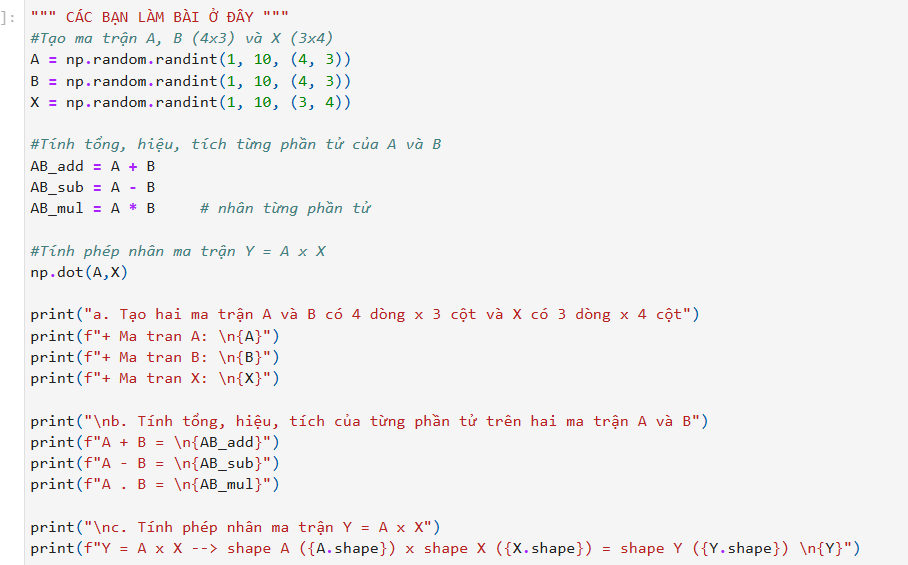 ]: """ CÁC BẠN LÀM BÀI Ở ĐÂY """
#Tạo ma trận A, B (4x3) và X (3x4)
A = np.random.randint(1, 10, (4, 3))
B = np.random.randint(1, 10, (4, 3))
X = np.random.randint(1, 10, (3, 4))
#Tính tổng, hiệu, tích từng phần tử của A và B
AB_add = A + B
AB_sub = A - B
AB_mul = A * B     # nhân từng phần tử
#Tính phép nhân ma trận Y = A x X
np.dot(A,X)
print("a. Tạo hai ma trận A và B có 4 dòng x 3 cột và X có 3 dòng x 4 cột")
print(f"+ Ma tran A: \n{A}")
print(f"+ Ma tran B: \n{B}")
print(f"+ Ma tran X: \n{X}")
print("\nb. Tính tổng, hiệu, tích của từng phần tử trên hai ma trận A và B")
print(f"A + B = \n{AB_add}")
print(f"A - B = \n{AB_sub}")
print(f"A . B = \n{AB_mul}")
print("\nc. Tính phép nhân ma trận Y = A x X")
print(f"Y = A x X --> shape A ({A.shape}) x shape X ({X.shape}) = shape Y ({Y.shape}) \n{Y}")